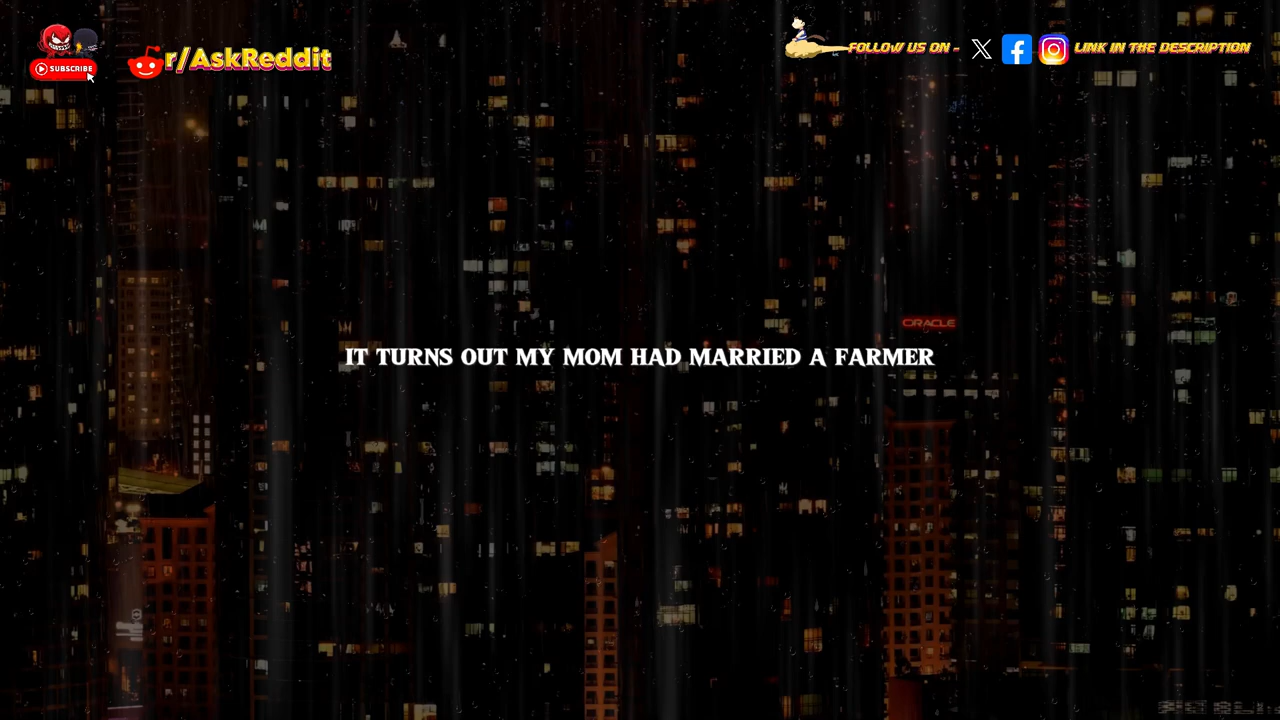 SUBSCRIBE
r/AskReddit
FOLLOW US ON -
LINK IN THE DESCRIPTION
ORACLE
IT TURNS OUT MY MOM HAD MARRIED A FARMER